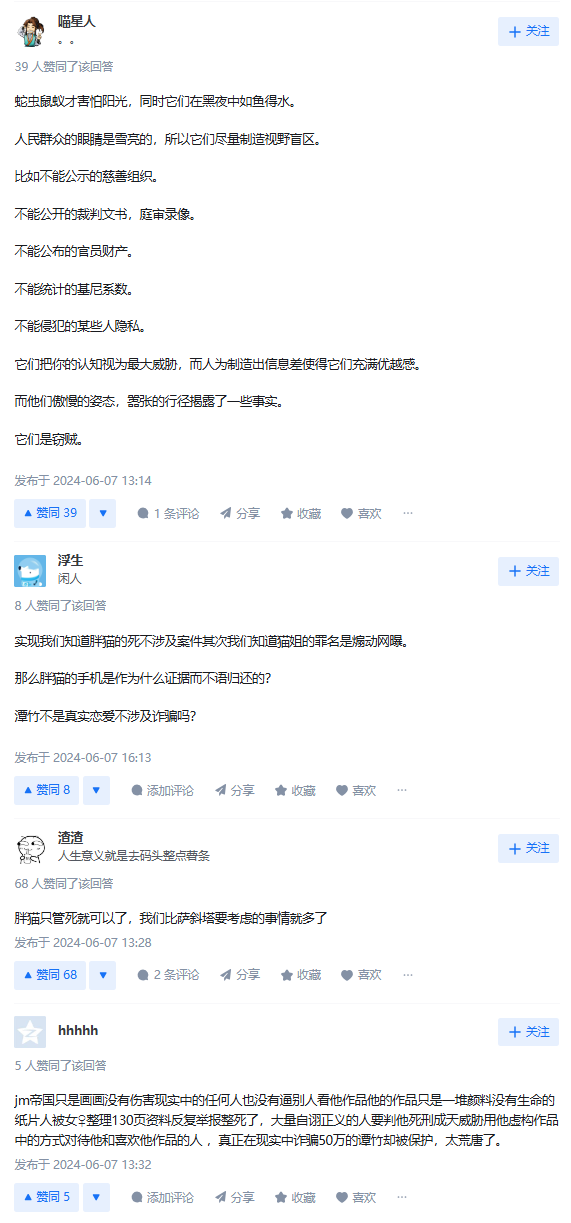 喵星人
。。
+ 关注
39 人赞同了该回答
蛇虫鼠蚁才害怕阳光，同时它们在黑夜中如鱼得水。
人民群众的眼睛是雪亮的，所以它们尽量制造视野盲区。
比如不能公示的慈善组织。
不能公开的裁判文书，庭审录像。
不能公布的官员财产。
不能统计的基尼系数。
不能侵犯的某些人隐私。
它们把你的认知视为最大威胁，而人为制造出信息差使得它们充满优越感。
而他们傲慢的姿态，嚣张的行径揭露了一些事实。
它们是窃贼。
发布于 2024-06-07 13:14
赞同 39 1 条评论 分享 收藏 喜欢 ···
浮生
闲人
+ 关注
8 人赞同了该回答
实现我们知道胖猫的死不涉及案件其次我们知道猫姐的罪名是煽动网曝。
那么胖猫的手机是作为什么证据而不语归还的？
潭竹不是真实恋爱不涉及诈骗吗？
发布于 2024-06-07 16:13
赞同 8 添加评论 分享 收藏 喜欢 ···
渣渣
人生意义就是去码头整点薯条
+ 关注
68 人赞同了该回答
胖猫只管死就可以了，我们比萨斜塔要考虑的事情就多了
发布于 2024-06-07 13:28
赞同 68 2 条评论 分享 收藏 喜欢 ···
hhhhh
+ 关注
5 人赞同了该回答
jm帝国只是画画没有伤害现实中的任何人也没有逼别人看他作品他的作品只是一堆颜料没有生命的
纸片人被女♀整理130页资料反复举报整死了，大量自诩正义的人要判他死刑成天威胁用他虚构作品
中的方式对待他和喜欢他作品的人 ，真正在现实中诈骗50万的谭竹却被保护，太荒唐了。
发布于 2024-06-07 13:32
赞同 5 添加评论 分享 收藏 喜欢 ···